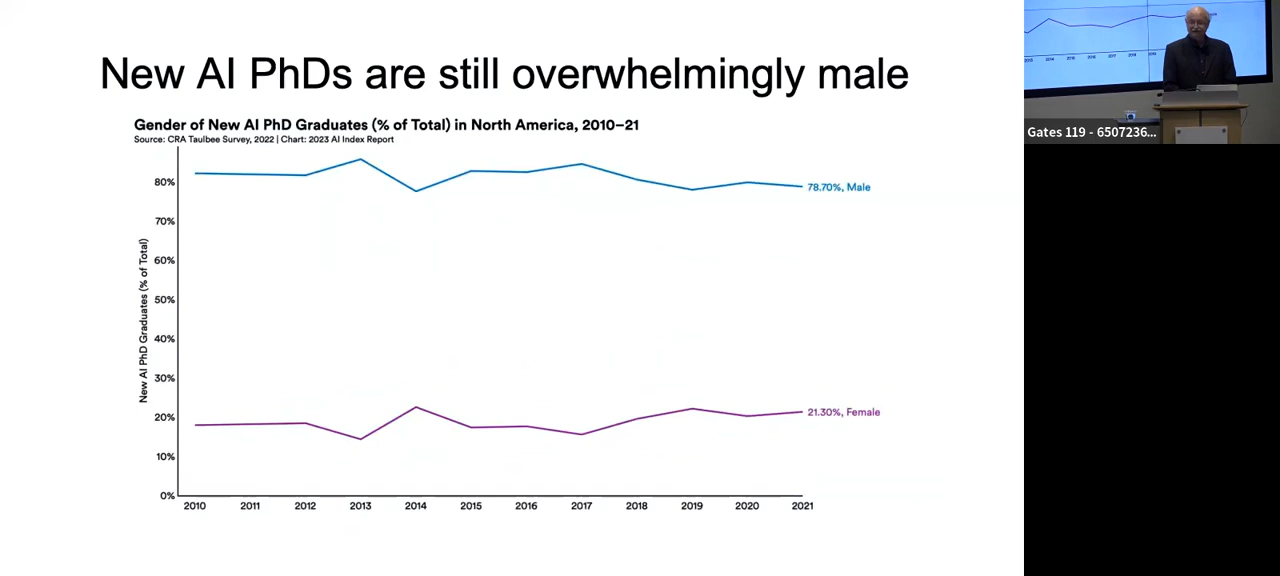 New AI PhDs are still overwhelmingly male
Gender of New AI PhD Graduates (% of Total) in North America, 2010–21
Source: CRA Taulbee Survey, 2022 | Chart: 2023 AI Index Report
New AI PhD Graduates (% of Total)
80%
70%
60%
50%
40%
30%
20%
10%
0%
78.70%, Male
21.30%, Female
2010 2011 2012 2013 2014 2015 2016 2017 2018 2019 2020 2021
Gates 119 - 6507236...